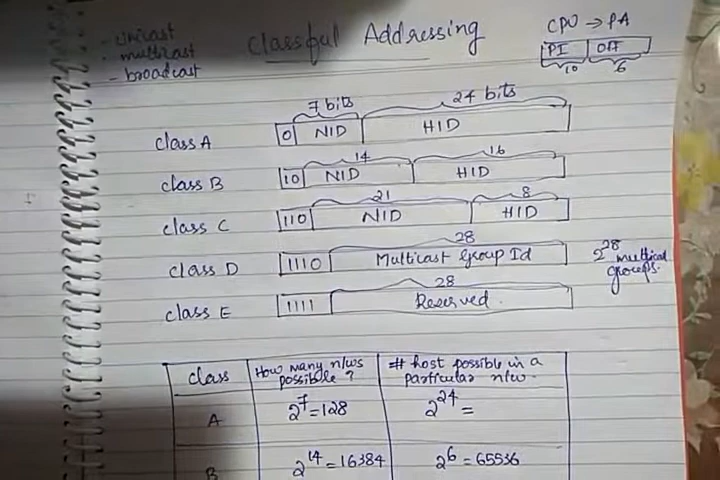 - unicast
- multicast
- broadcast
Classful Addressing
CPU → PA
PI Off
10 6
7 bits 24 bits
class A 0 NID HID
14 16
class B 10 NID HID
21 8
class C 110 NID HID
28
class D 1110 Multicast Group Id
2^28 multicast
groups.
28
class E 1111 Reserved.
class How many n/ws possible? # host possible in a particular n/w.
A 2^7=128 2^24=
B 2^14=16384 2^6=65536